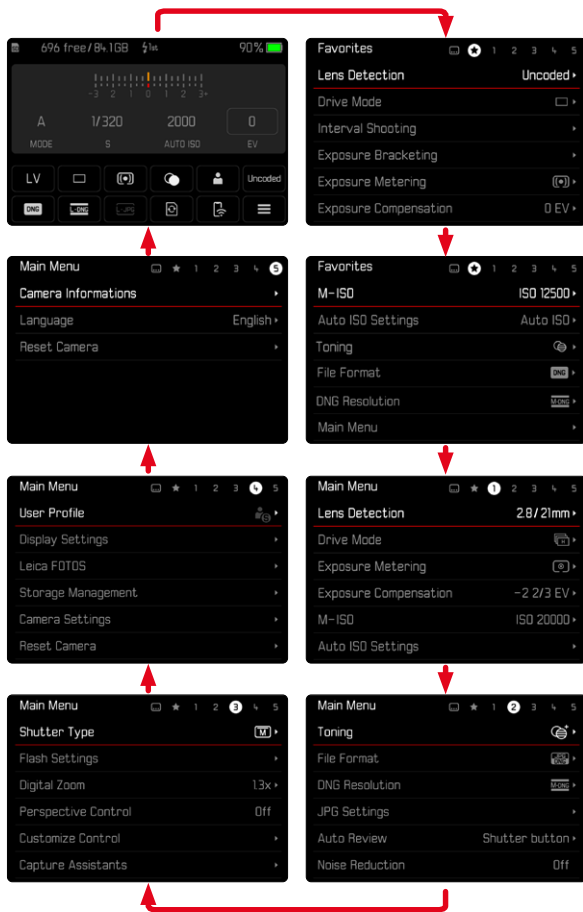 696 free/84.1GB 1st. 90%
-3 2 1 0 1 2 3+
A 1/320 2000 0
MODE S AUTO ISO EV
LV Uncoded
DNG L-DNG L-JPG
Favorites 1 2 3 4 5
Lens Detection Uncoded
Drive Mode
Interval Shooting
Exposure Bracketing
Exposure Metering
Exposure Compensation 0 EV
Main Menu 1 2 3 4 5
Camera Informations
Language English
Reset Camera
Favorites 1 2 3 4 5
M-ISO ISO 12500
Auto ISO Settings Auto ISO
Toning
File Format DNG
DNG Resolution M-DNG
Main Menu
Main Menu 1 2 3 4 5
User Profile
Display Settings
Leica FOTOS
Storage Management
Camera Settings
Reset Camera
Main Menu 1 2 3 4 5
Lens Detection 2.8/21mm
Drive Mode
Exposure Metering
Exposure Compensation -2 2/3 EV
M-ISO ISO 20000
Auto ISO Settings
Main Menu 1 2 3 4 5
Shutter Type M
Flash Settings
Digital Zoom 1.3x
Perspective Control Off
Customize Control
Capture Assistants
Main Menu 1 2 3 4 5
Toning
File Format JPG DNG
DNG Resolution M-DNG
JPG Settings
Auto Review Shutter button
Noise Reduction Off